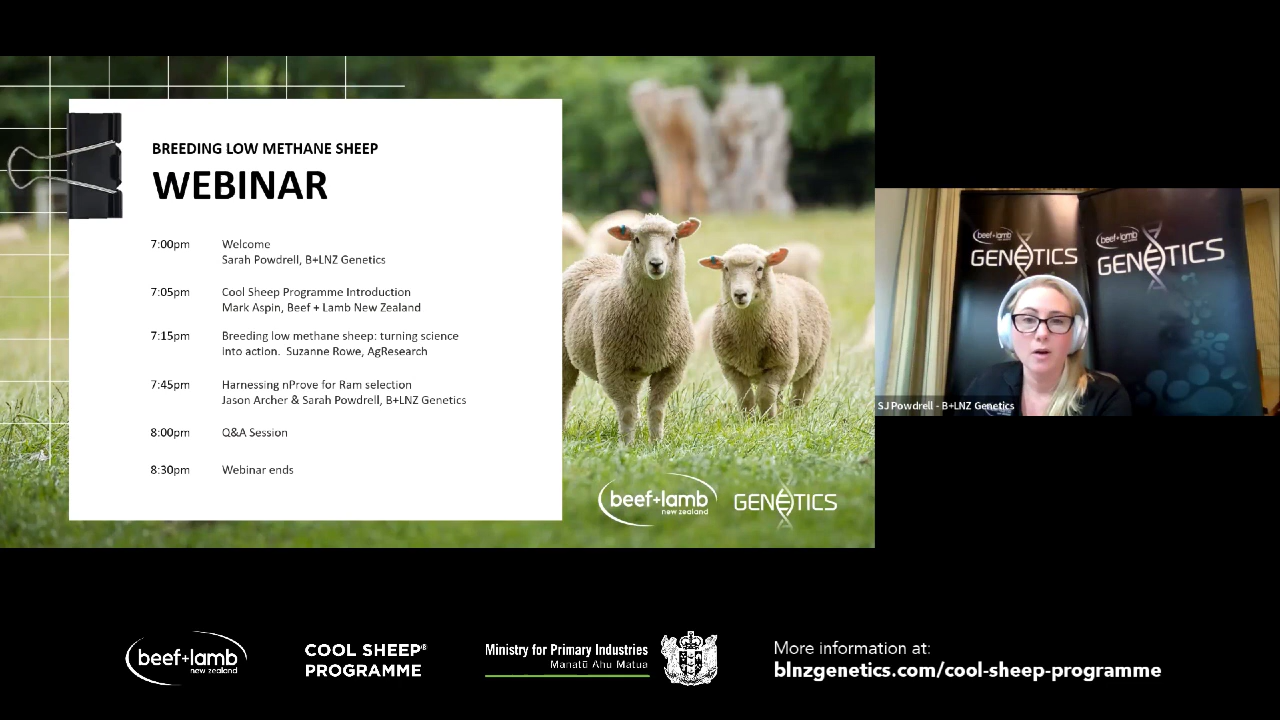 BREEDING LOW METHANE SHEEP
WEBINAR
7:00pm Welcome
Sarah Powdrell, B+LNZ Genetics
7:05pm Cool Sheep Programme Introduction
Mark Aspin, Beef + Lamb New Zealand
7:15pm Breeding low methane sheep: turning science
into action. Suzanne Rowe, AgResearch
7:45pm Harnessing nProve for Ram selection
Jason Archer & Sarah Powdrell, B+LNZ Genetics
8:00pm Q&A Session
8:30pm Webinar ends
beef+lamb
new zealand
GENETICS
beef+lamb
GENETICS
beef+lamb
GENETICS
SJ Powdrell - B+LNZ Genetics
beef+lamb
new zealand
COOL SHEEP®
PROGRAMME
Ministry for Primary Industries
Manatū Ahu Matua
More information at:
blnzgenetics.com/cool-sheep-programme